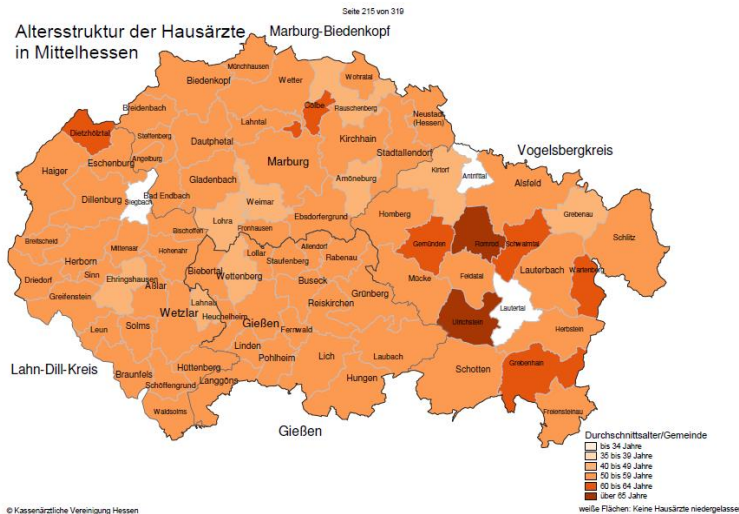 Seite 215 von 319
Altersstruktur der Hausärzte
in Mittelhessen
Marburg-Biedenkopf
Münchhausen
Biedenkopf
Wetter
Wohratal
Breidenbach
Cölbe
Rauschenberg
Neustadt
(Hessen)
Dietzhölztal
Steffenberg
Lahntal
Dautphetal
Kirchhain
Stadtallendorf
Vogelsbergkreis
Eschenburg
Angelburg
Haiger
Marburg
Kirtorf
Antrifttal
Alsfeld
Gladenbach
Amöneburg
Dillenburg
Siegbach
Bad Endbach
Weimar
Grebenau
Lohra
Ebsdorfergrund
Homberg
Fronhausen
Bischoffen
Schlitz
Breitscheid
Mittenaar
Hohenahr
Allendorf
Gemünden
Romrod
Schwalmtal
Herborn
Lollar
Staufenberg
Rabenau
Biebertal
Wettenberg
Lauterbach
Wartenberg
Driedorf
Sinn
Ehringshausen
Aßlar
Buseck
Mücke
Feldatal
Greifenstein
Lahnau
Reiskirchen
Grünberg
Lautertal
Wetzlar
Heuchelheim
Gießen
Fernwald
Ulrichstein
Herbstein
Leun
Solms
Linden
Pohlheim
Lich
Laubach
Lahn-Dill-Kreis
Braunfels
Hüttenberg
Schöffengrund
Langgöns
Hungen
Schotten
Grebenhain
Waldsolms
Freiensteinau
Gießen
Durchschnittsalter/Gemeinde
bis 34 Jahre
35 bis 39 Jahre
40 bis 49 Jahre
50 bis 59 Jahre
60 bis 64 Jahre
über 65 Jahre
© Kassenärztliche Vereinigung Hessen
weiße Flächen: Keine Hausärzte niedergelasse